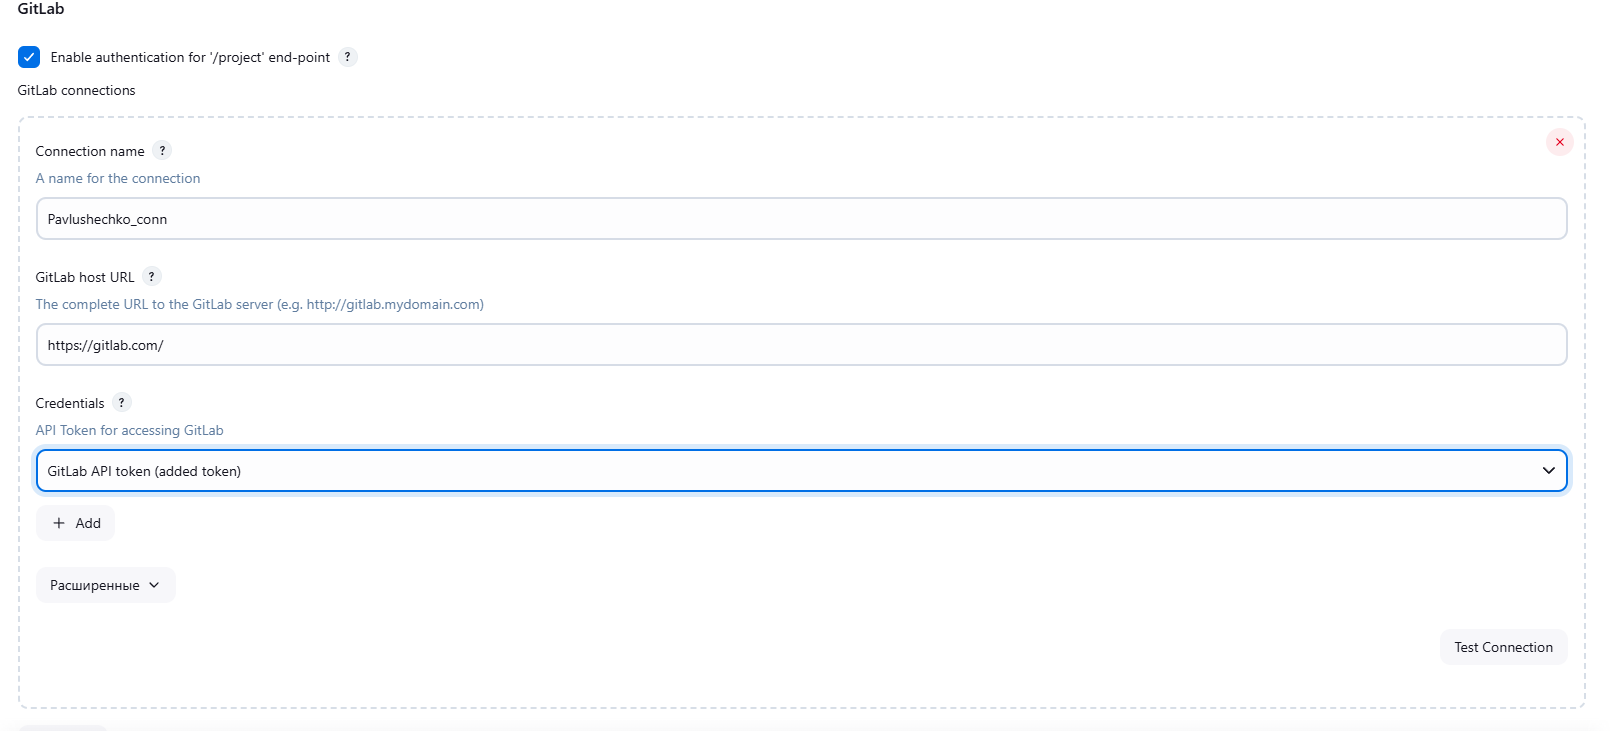 GitLab
Enable authentication for '/project' end-point ?
GitLab connections
Connection name ?
A name for the connection
Pavlushechko_conn
GitLab host URL ?
The complete URL to the GitLab server (e.g. http://gitlab.mydomain.com)
https://gitlab.com/
Credentials ?
API Token for accessing GitLab
GitLab API token (added token)
+ Add
Расширенные
Test Connection